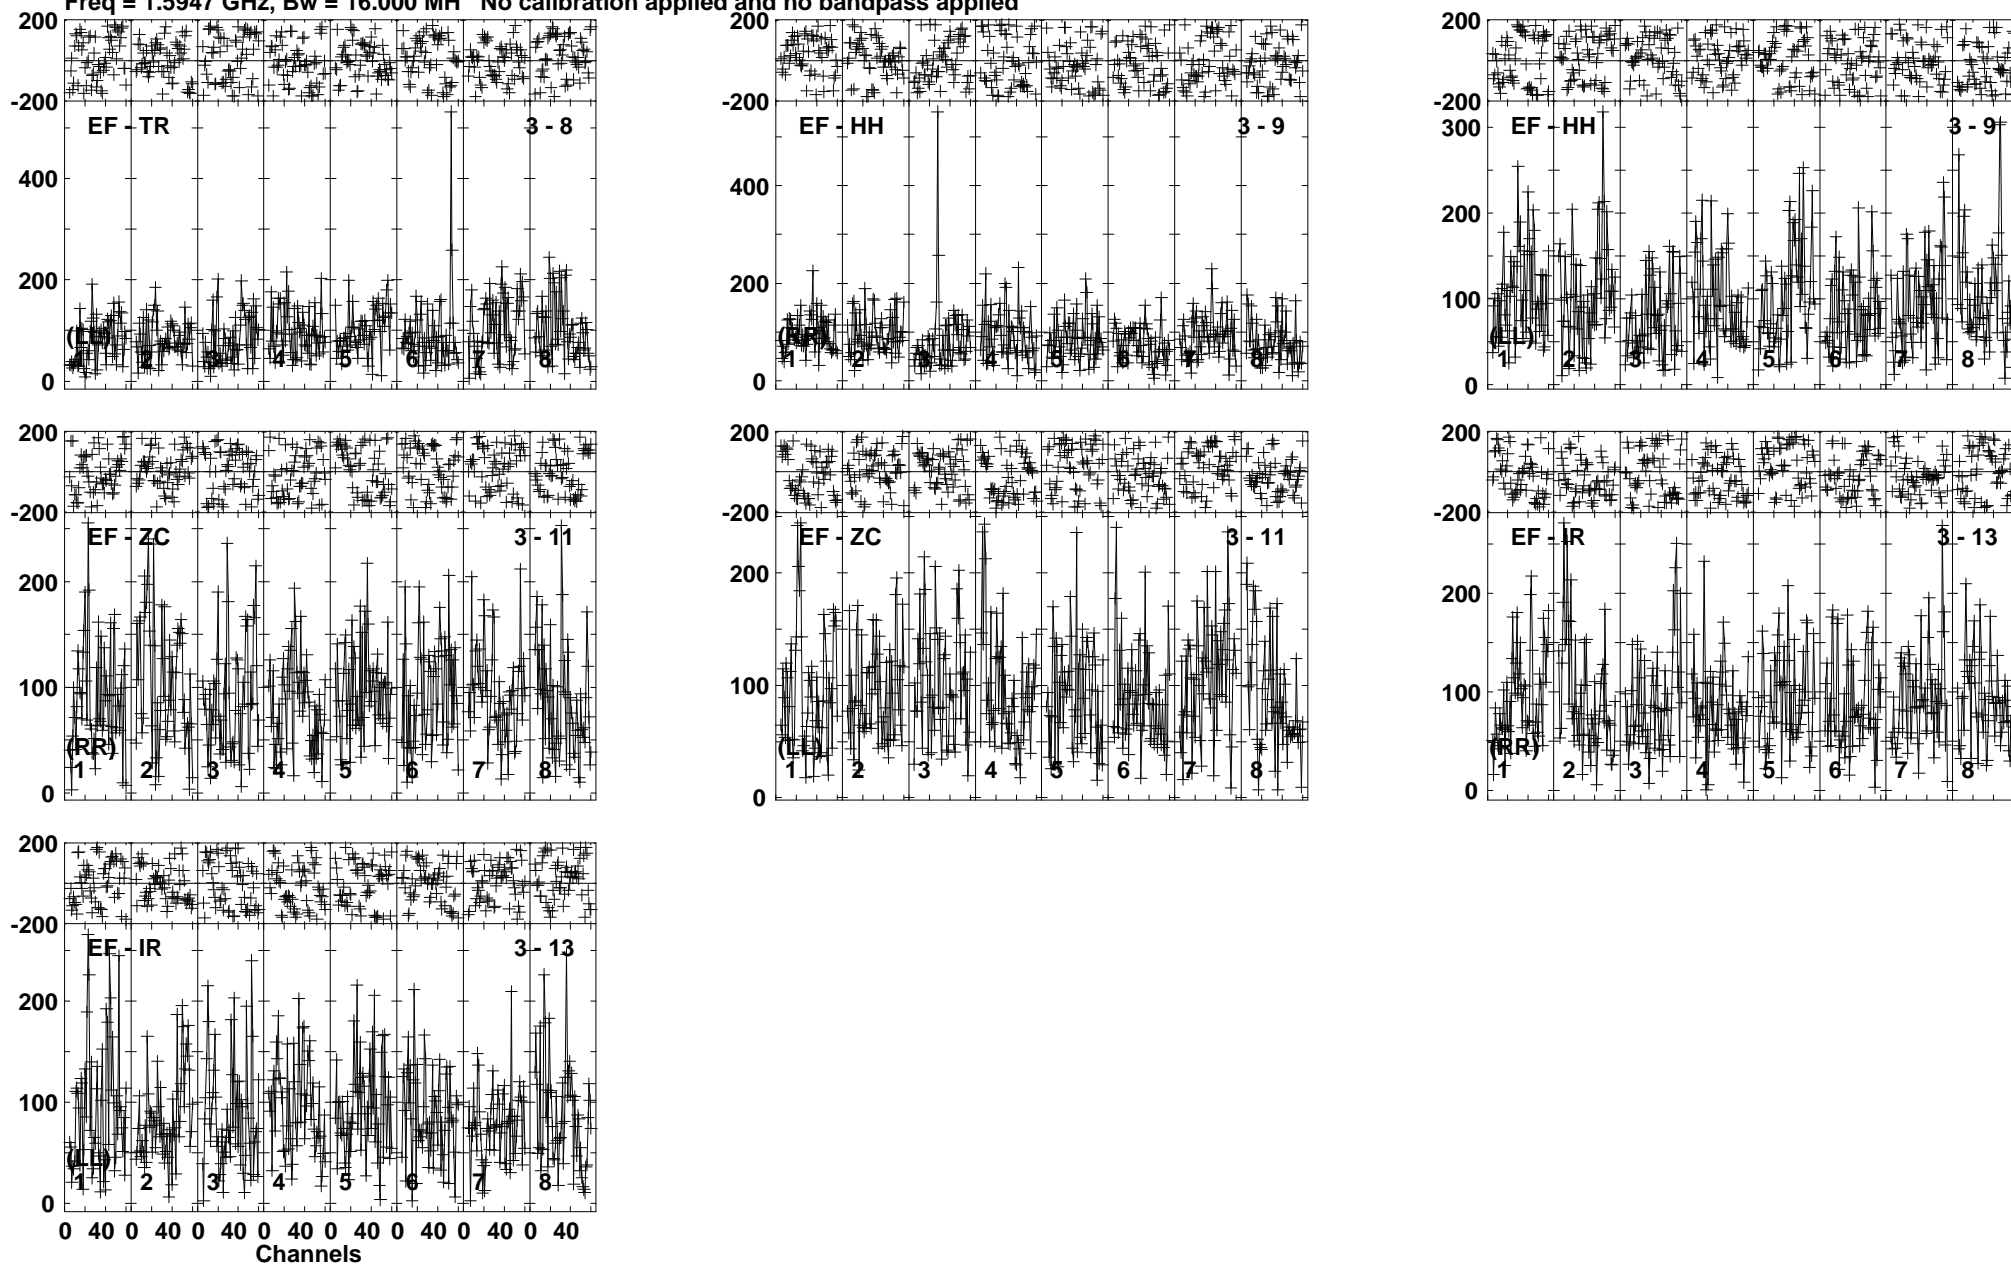 Freq = 1.5947 GHz, Bw = 16.000 MH No calibration applied and no bandpass applied
200
-200
EF - TR 3 - 8
400
200
0
(LL)
1 2 3 4 5 6 7 8
200
-200
EF - HH 3 - 9
400
200
0
(RR)
1 2 3 4 5 6 7 8
200
-200
EF - HH 3 - 9
300
200
100
0
(LL)
1 2 3 4 5 6 7 8
200
-200
EF - ZC 3 - 11
200
100
0
(RR)
1 2 3 4 5 6 7 8
200
-200
EF - ZC 3 - 11
200
100
0
(LL)
1 2 3 4 5 6 7 8
200
-200
EF - IR 3 - 13
200
100
0
(RR)
1 2 3 4 5 6 7 8
200
-200
EF - IR 3 - 13
200
100
0
(LL)
1 2 3 4 5 6 7 8
0 40 0 40 0 40 0 40 0 40 0 40 0 40 0 40
Channels